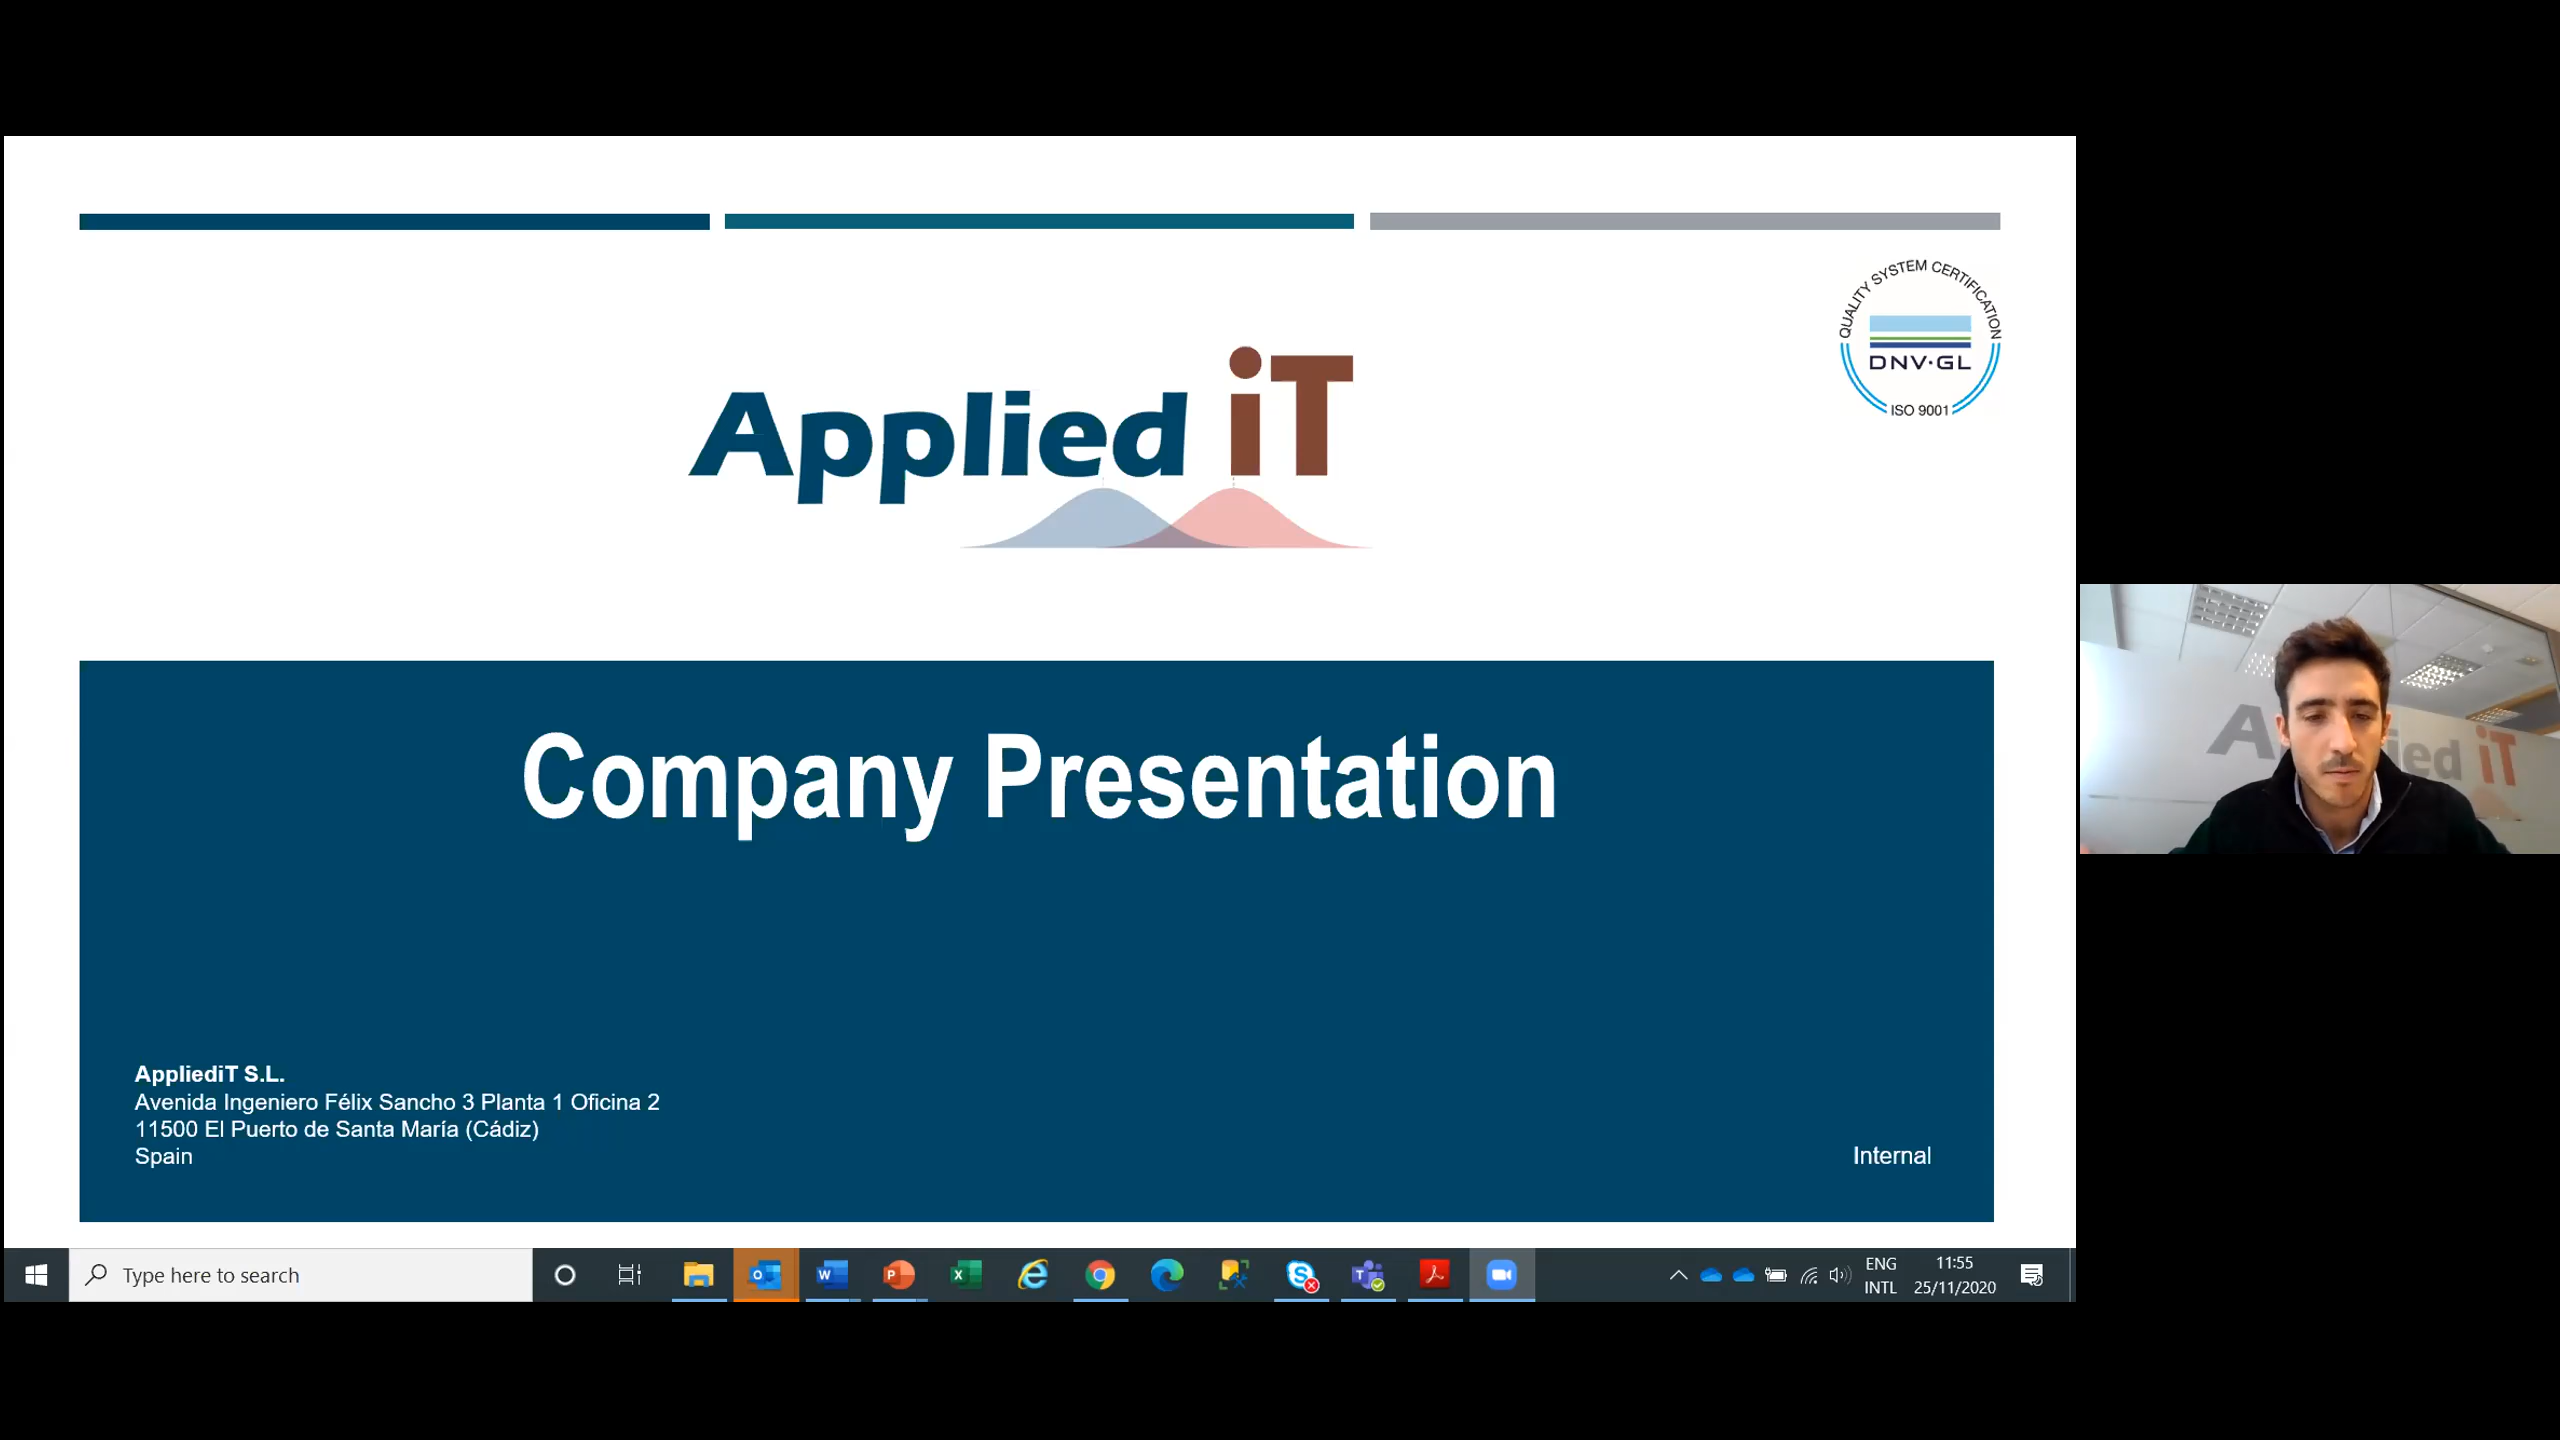 QUALITY SYSTEM CERTIFICATION
DNV·GL
ISO 9001
Applied iT
Company Presentation
AppliediT S.L.
Avenida Ingeniero Félix Sancho 3 Planta 1 Oficina 2
11500 El Puerto de Santa María (Cádiz)
Spain
Internal
Applied iT
Type here to search
ENG
INTL
11:55
25/11/2020